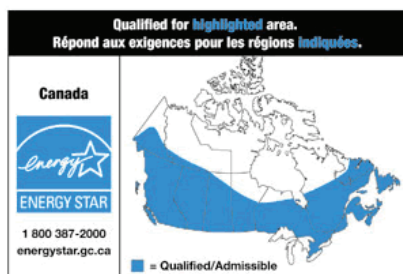 Qualified for highlighted area.
Répond aux exigences pour les régions indiquées.
Canada
energy
ENERGY STAR
1 800 387-2000
energystar.gc.ca
= Qualified/Admissible